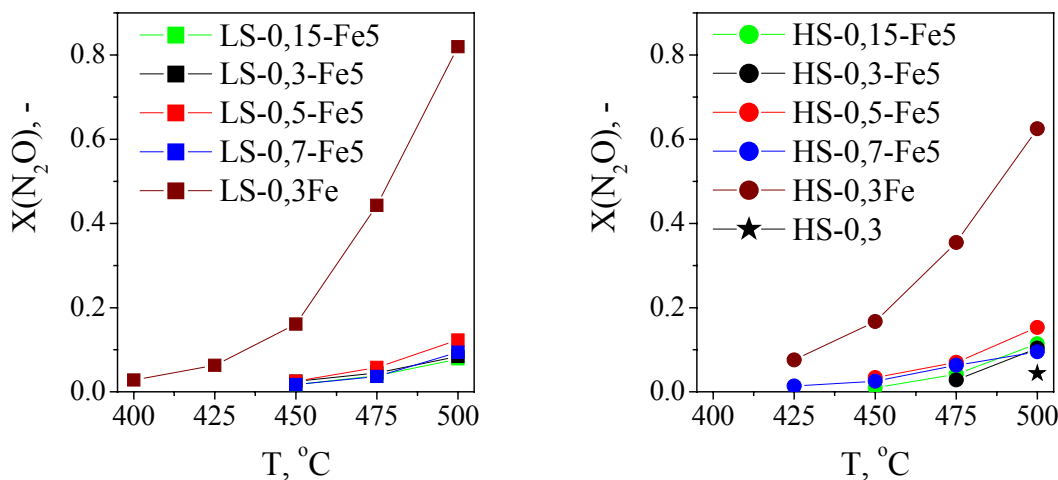 X(N₂O), -
0.8
0.6
0.4
0.2
0.0
LS-0,15-Fe5
LS-0,3-Fe5
LS-0,5-Fe5
LS-0,7-Fe5
LS-0,3Fe
400 425 450 475 500
T, °C
X(N₂O), -
0.8
0.6
0.4
0.2
0.0
HS-0,15-Fe5
HS-0,3-Fe5
HS-0,5-Fe5
HS-0,7-Fe5
HS-0,3Fe
HS-0,3
400 425 450 475 500
T, °C